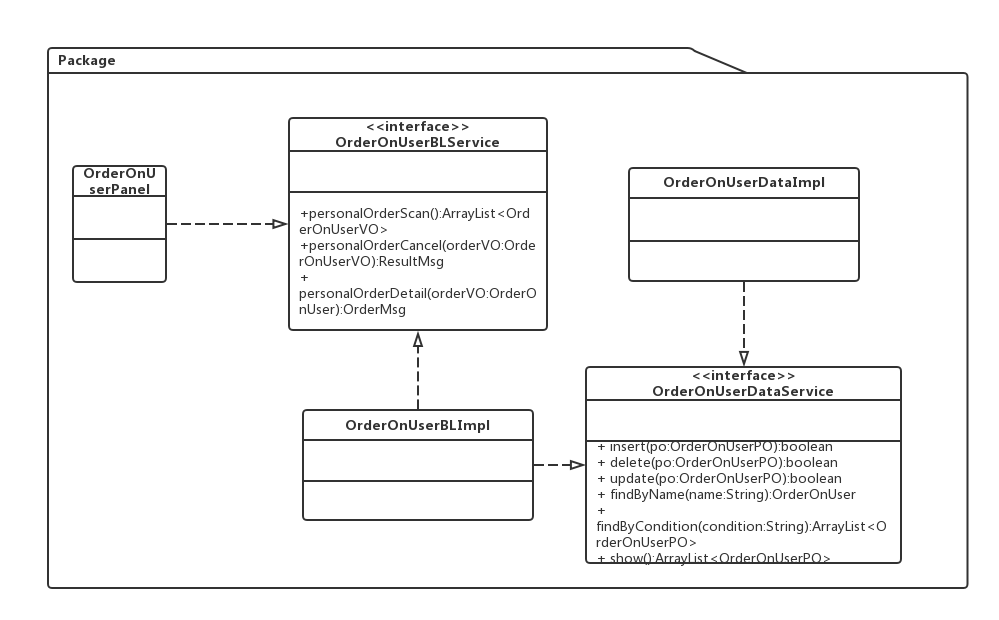 Package
OrderOnU
serPanel
<<interface>>
OrderOnUserBLService
+personalOrderScan():ArrayList<Ord
erOnUserVO>
+personalOrderCancel(orderVO:Orde
rOnUserVO):ResultMsg
+
personalOrderDetail(orderVO:OrderO
nUser):OrderMsg
OrderOnUserDataImpl
OrderOnUserBLImpl
<<interface>>
OrderOnUserDataService
+ insert(po:OrderOnUserPO):boolean
+ delete(po:OrderOnUserPO):boolean
+ update(po:OrderOnUserPO):boolean
+ findByName(name:String):OrderOnUser
+
findByCondition(condition:String):ArrayList<O
rderOnUserPO>
+ show():ArrayList<OrderOnUserPO>